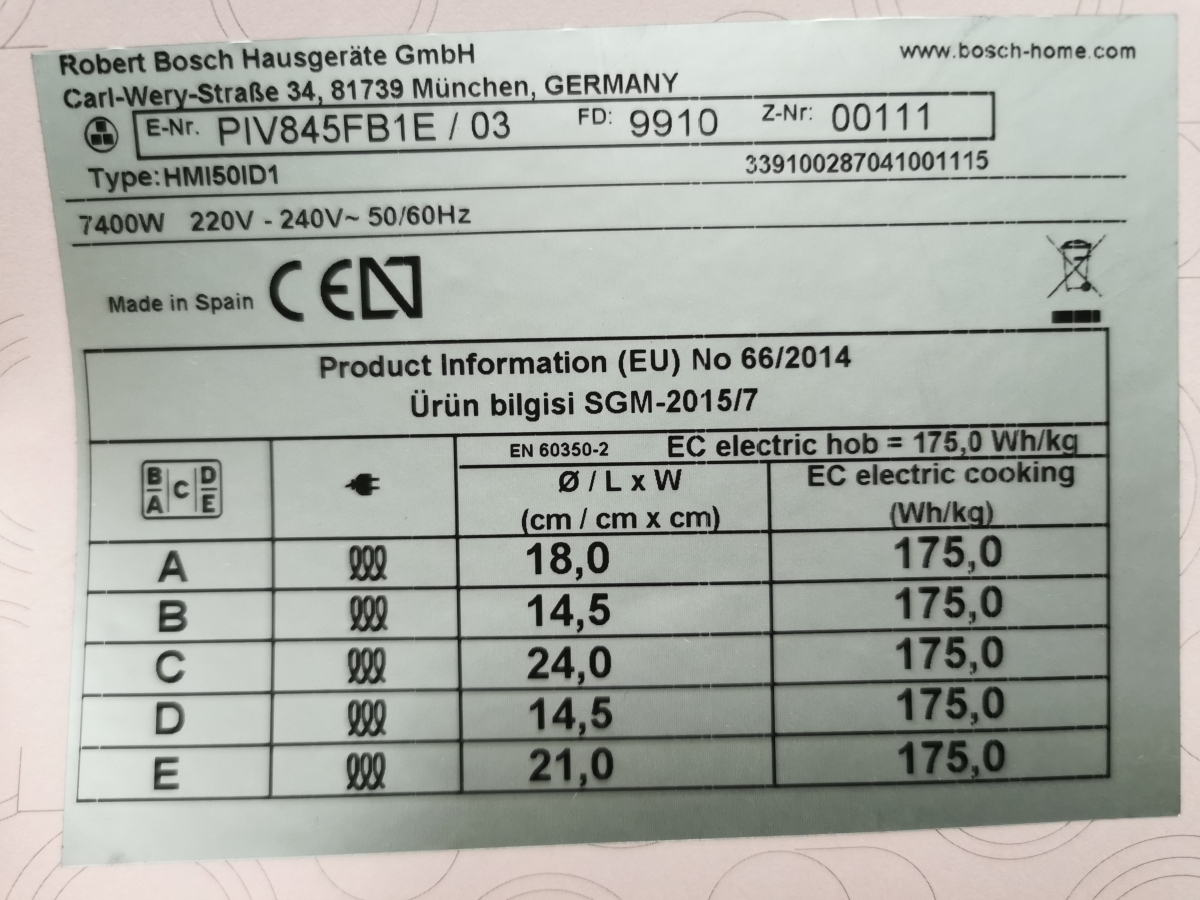 Robert Bosch Hausgeräte GmbH
www.bosch-home.com
Carl-Wery-Straße 34, 81739 München, GERMANY
E-Nr. PIV845FB1E / 03 FD: 9910 Z-Nr: 00111
Type: HMI50ID1
339100287041001115
7400W 220V - 240V~ 50/60Hz
Made in Spain CE N
Product Information (EU) No 66/2014
Ürün bilgisi SGM-2015/7
EN 60350-2 EC electric hob = 175,0 Wh/kg
B A C D E
Ø / L x W
(cm / cm x cm)
EC electric cooking
(Wh/kg)
A 18,0 175,0
B 14,5 175,0
C 24,0 175,0
D 14,5 175,0
E 21,0 175,0